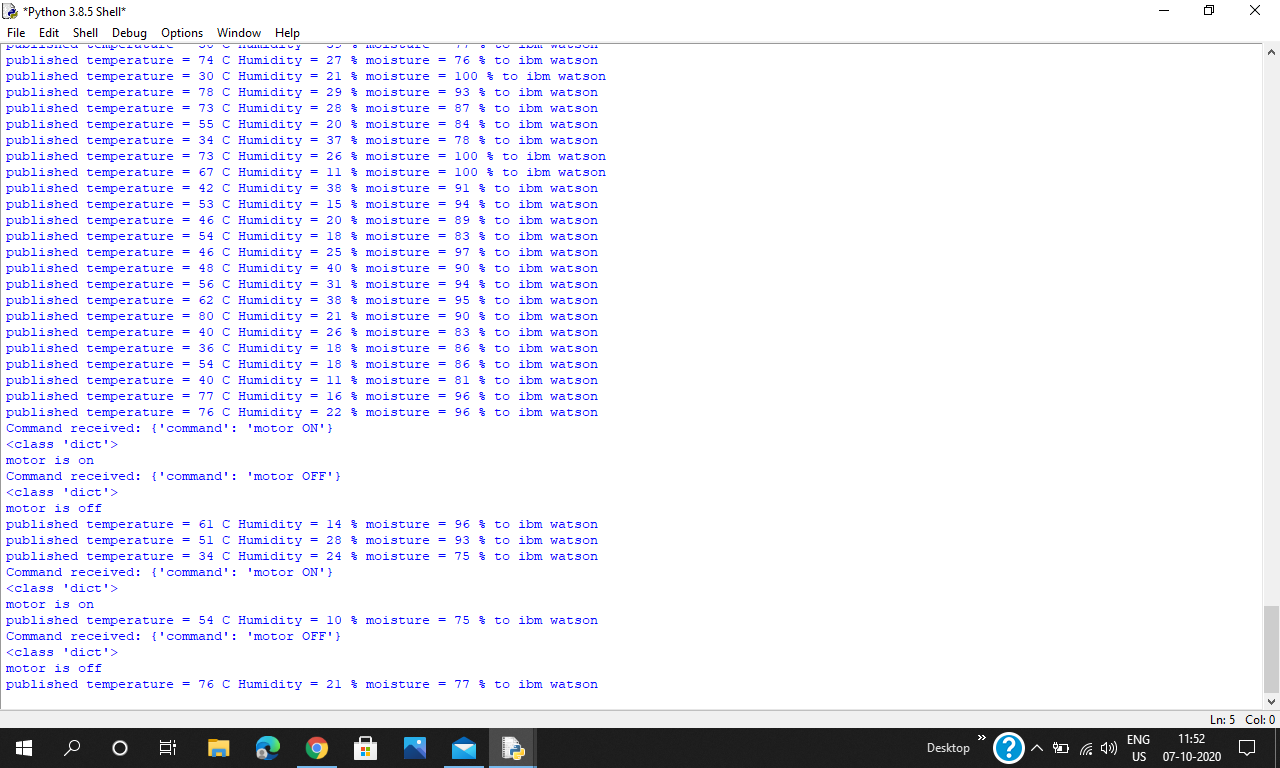 *Python 3.8.5 Shell*
File Edit Shell Debug Options Window Help
published temperature = Humidity = % moisture = 77 % to ibm watson
published temperature = 74 C Humidity = 27 % moisture = 76 % to ibm watson
published temperature = 30 C Humidity = 21 % moisture = 100 % to ibm watson
published temperature = 78 C Humidity = 29 % moisture = 93 % to ibm watson
published temperature = 73 C Humidity = 28 % moisture = 87 % to ibm watson
published temperature = 55 C Humidity = 20 % moisture = 84 % to ibm watson
published temperature = 34 C Humidity = 37 % moisture = 78 % to ibm watson
published temperature = 73 C Humidity = 26 % moisture = 100 % to ibm watson
published temperature = 67 C Humidity = 11 % moisture = 100 % to ibm watson
published temperature = 42 C Humidity = 38 % moisture = 91 % to ibm watson
published temperature = 53 C Humidity = 15 % moisture = 94 % to ibm watson
published temperature = 46 C Humidity = 20 % moisture = 89 % to ibm watson
published temperature = 54 C Humidity = 18 % moisture = 83 % to ibm watson
published temperature = 46 C Humidity = 25 % moisture = 97 % to ibm watson
published temperature = 48 C Humidity = 40 % moisture = 90 % to ibm watson
published temperature = 56 C Humidity = 31 % moisture = 94 % to ibm watson
published temperature = 62 C Humidity = 38 % moisture = 95 % to ibm watson
published temperature = 80 C Humidity = 21 % moisture = 90 % to ibm watson
published temperature = 40 C Humidity = 26 % moisture = 83 % to ibm watson
published temperature = 36 C Humidity = 18 % moisture = 86 % to ibm watson
published temperature = 54 C Humidity = 18 % moisture = 86 % to ibm watson
published temperature = 40 C Humidity = 11 % moisture = 81 % to ibm watson
published temperature = 77 C Humidity = 16 % moisture = 96 % to ibm watson
published temperature = 76 C Humidity = 22 % moisture = 96 % to ibm watson
Command received: {'command': 'motor ON'}
<class 'dict'>
motor is on
Command received: {'command': 'motor OFF'}
<class 'dict'>
motor is off
published temperature = 61 C Humidity = 14 % moisture = 96 % to ibm watson
published temperature = 51 C Humidity = 28 % moisture = 93 % to ibm watson
published temperature = 34 C Humidity = 24 % moisture = 75 % to ibm watson
Command received: {'command': 'motor ON'}
<class 'dict'>
motor is on
published temperature = 54 C Humidity = 10 % moisture = 75 % to ibm watson
Command received: {'command': 'motor OFF'}
<class 'dict'>
motor is off
published temperature = 76 C Humidity = 21 % moisture = 77 % to ibm watson
Ln: 5 Col: 0
Desktop
ENG
US
11:52
07-10-2020